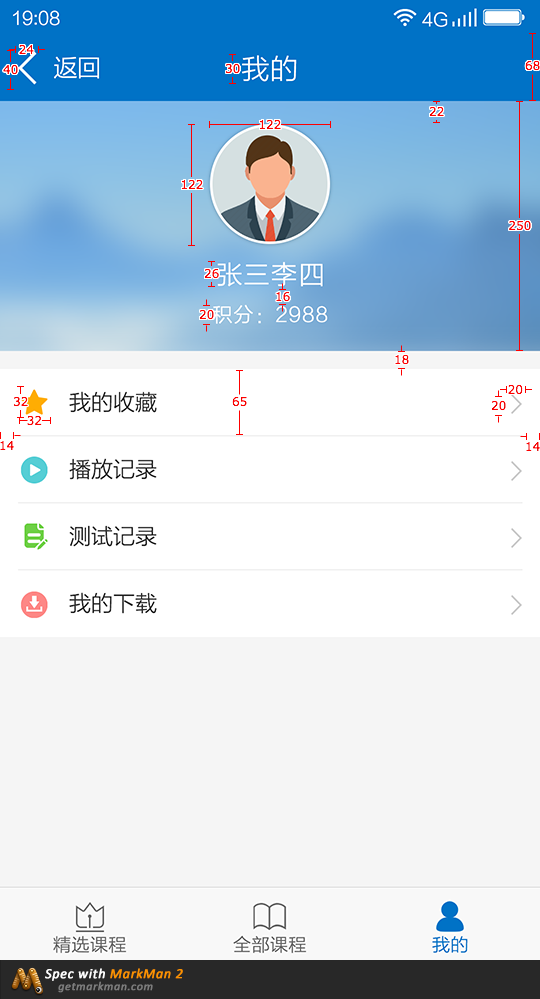 19:08 4G
24
40 返回 30 我的 68
22
122
122
250
26 张三李四
16
20 积分：2988
18
32 我的收藏 65 20 20
32
14 14
播放记录
测试记录
我的下载
精选课程 全部课程 我的
Spec with MarkMan 2
getmarkman.com